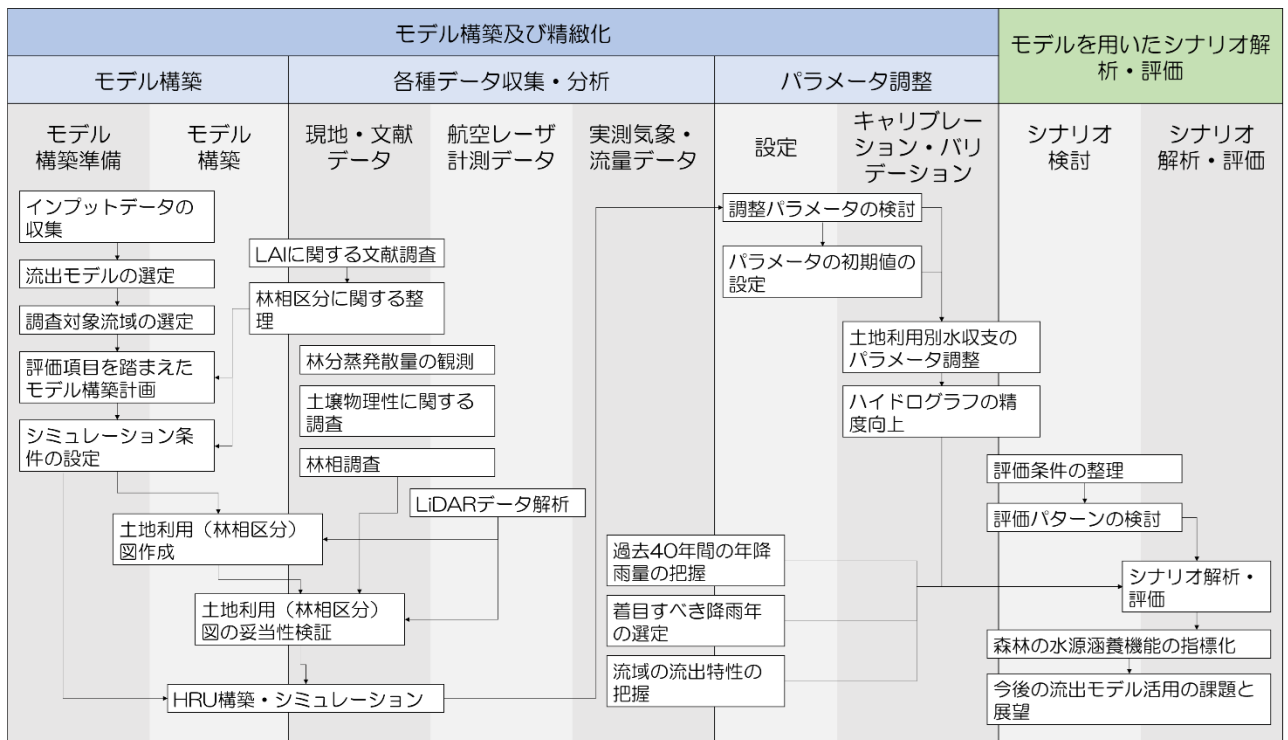 モデル構築及び精緻化
モデルを用いたシナリオ解
析・評価
モデル構築
各種データ収集・分析
パラメータ調整
モデル
構築準備
モデル
構築
現地・文献
データ
航空レーザ
計測データ
実測気象・
流量データ
設定
キャリブレー
ション・バリ
デーション
シナリオ
検討
シナリオ
解析・評価
インプットデータの
収集
流出モデルの選定
調査対象流域の選定
評価項目を踏まえた
モデル構築計画
シミュレーション条
件の設定
土地利用（林相区分）
図作成
土地利用（林相区分）
図の妥当性検証
HRU構築・シミュレーション
LAIに関する文献調査
林相区分に関する整
理
林分蒸発散量の観測
土壌物理性に関する
調査
林相調査
LiDARデータ解析
過去40年間の年降
雨量の把握
着目すべき降雨年
の選定
流域の流出特性の
把握
調整パラメータの検討
パラメータの初期値の
設定
土地利用別水収支の
パラメータ調整
ハイドログラフの精
度向上
評価条件の整理
評価パターンの検討
シナリオ解析・
評価
森林の水源涵養機能の指標化
今後の流出モデル活用の課題と
展望